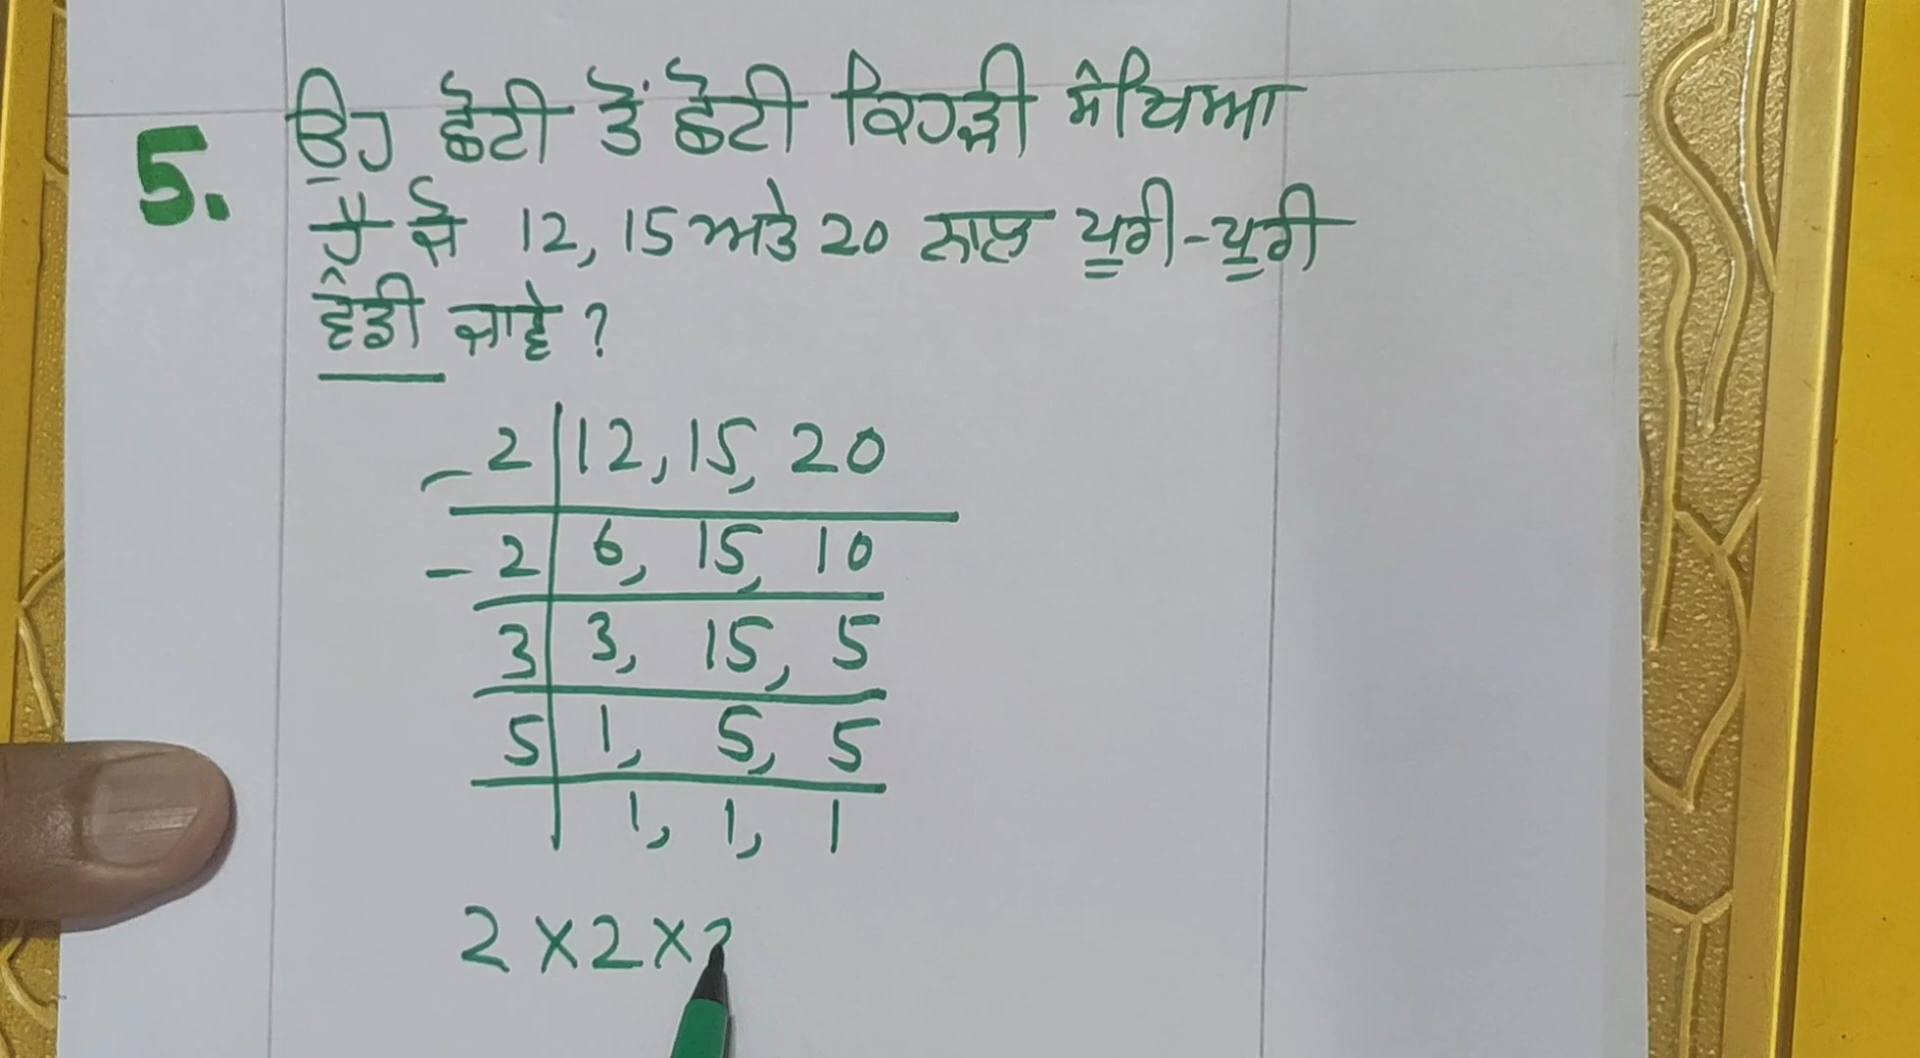 5. ਉਹ ਛੋਟੀ ਤੋਂ ਛੋਟੀ ਕਿਹੜੀ ਸੰਖਿਆ
ਹੈ ਜੋ 12, 15 ਅਤੇ 20 ਨਾਲ ਪੂਰੀ-ਪੂਰੀ
ਵੰਡੀ ਜਾਵੇ ?
2 | 12, 15, 20
2 | 6, 15, 10
3 | 3, 15, 5
5 | 1, 5, 5
1, 1, 1
2 × 2 ×